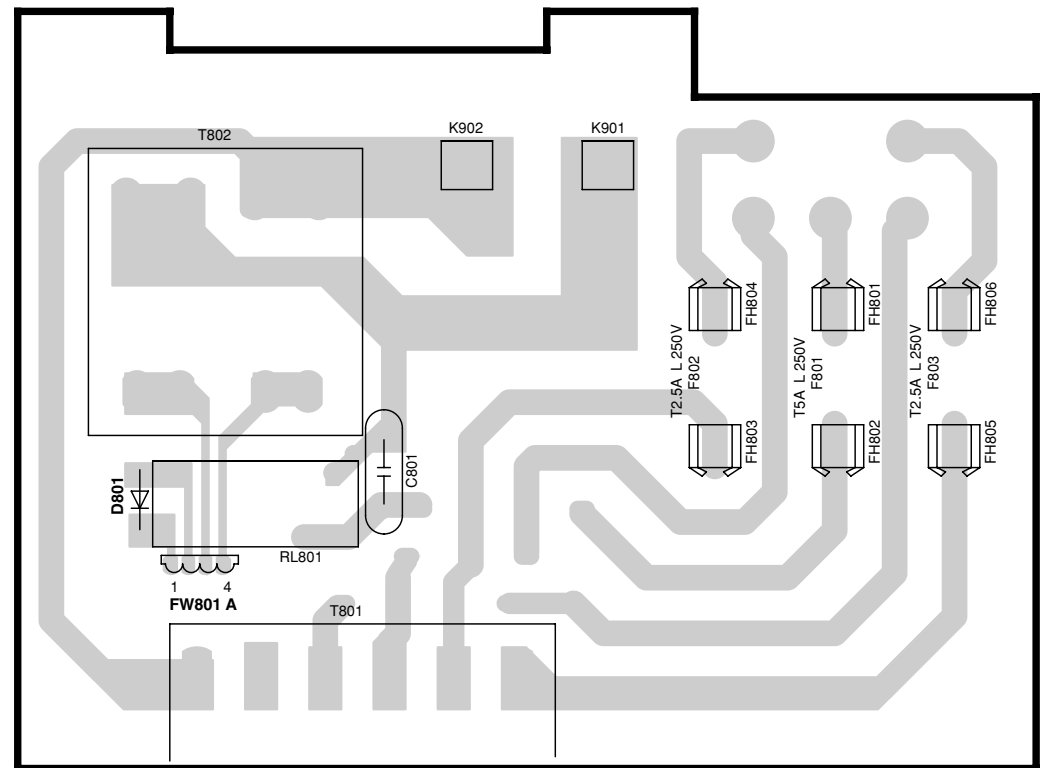 T802
K902
K901
FH804
FH801
FH806
T2.5A L 250V
F802
T5A L 250V
F801
T2.5A L 250V
F803
FH803
FH802
FH805
C801
D801
RL801
1 4
FW801 A
T801